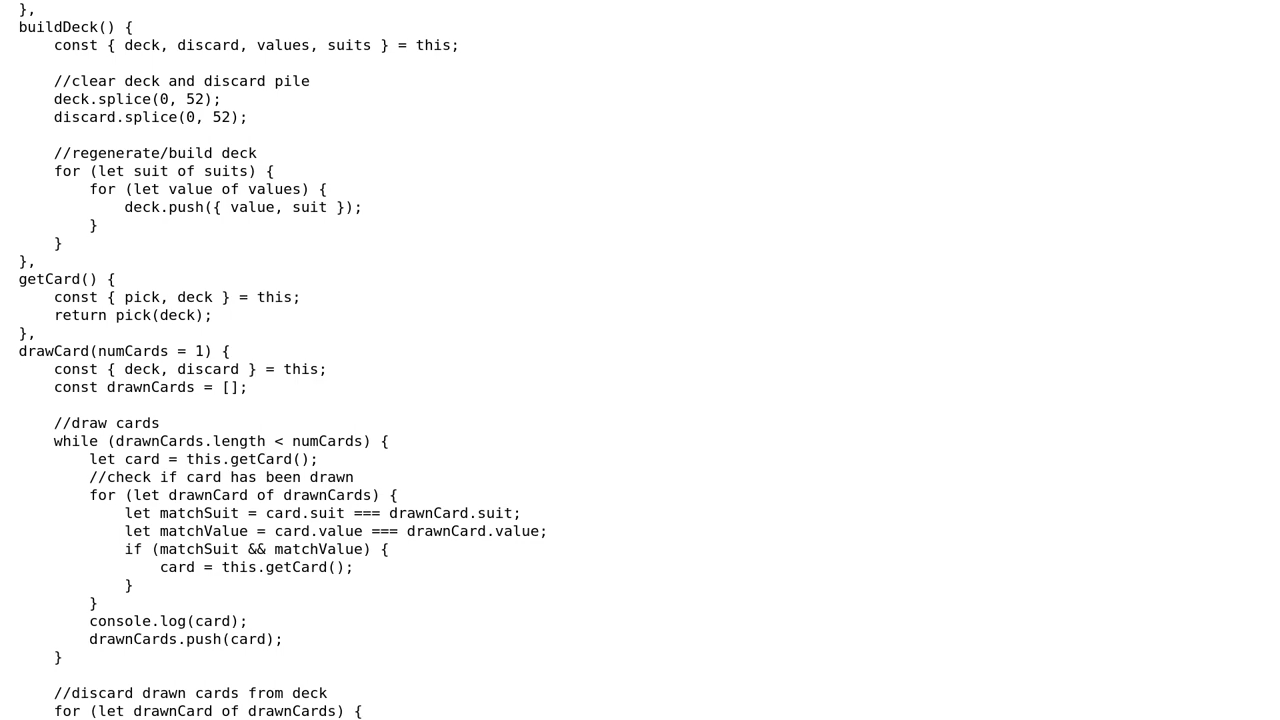 },
buildDeck() {
    const { deck, discard, values, suits } = this;

    //clear deck and discard pile
    deck.splice(0, 52);
    discard.splice(0, 52);

    //regenerate/build deck
    for (let suit of suits) {
        for (let value of values) {
            deck.push({ value, suit });
        }
    }
},
getCard() {
    const { pick, deck } = this;
    return pick(deck);
},
drawCard(numCards = 1) {
    const { deck, discard } = this;
    const drawnCards = [];

    //draw cards
    while (drawnCards.length < numCards) {
        let card = this.getCard();
        //check if card has been drawn
        for (let drawnCard of drawnCards) {
            let matchSuit = card.suit === drawnCard.suit;
            let matchValue = card.value === drawnCard.value;
            if (matchSuit && matchValue) {
                card = this.getCard();
            }
        }
        console.log(card);
        drawnCards.push(card);
    }

    //discard drawn cards from deck
    for (let drawnCard of drawnCards) {